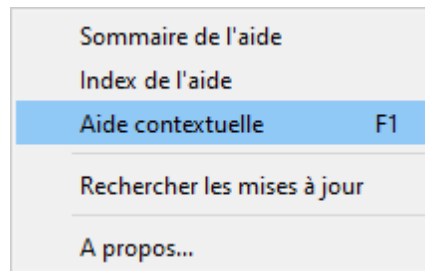 Sommaire de l'aide
Index de l'aide
Aide contextuelle F1
Rechercher les mises à jour
A propos...